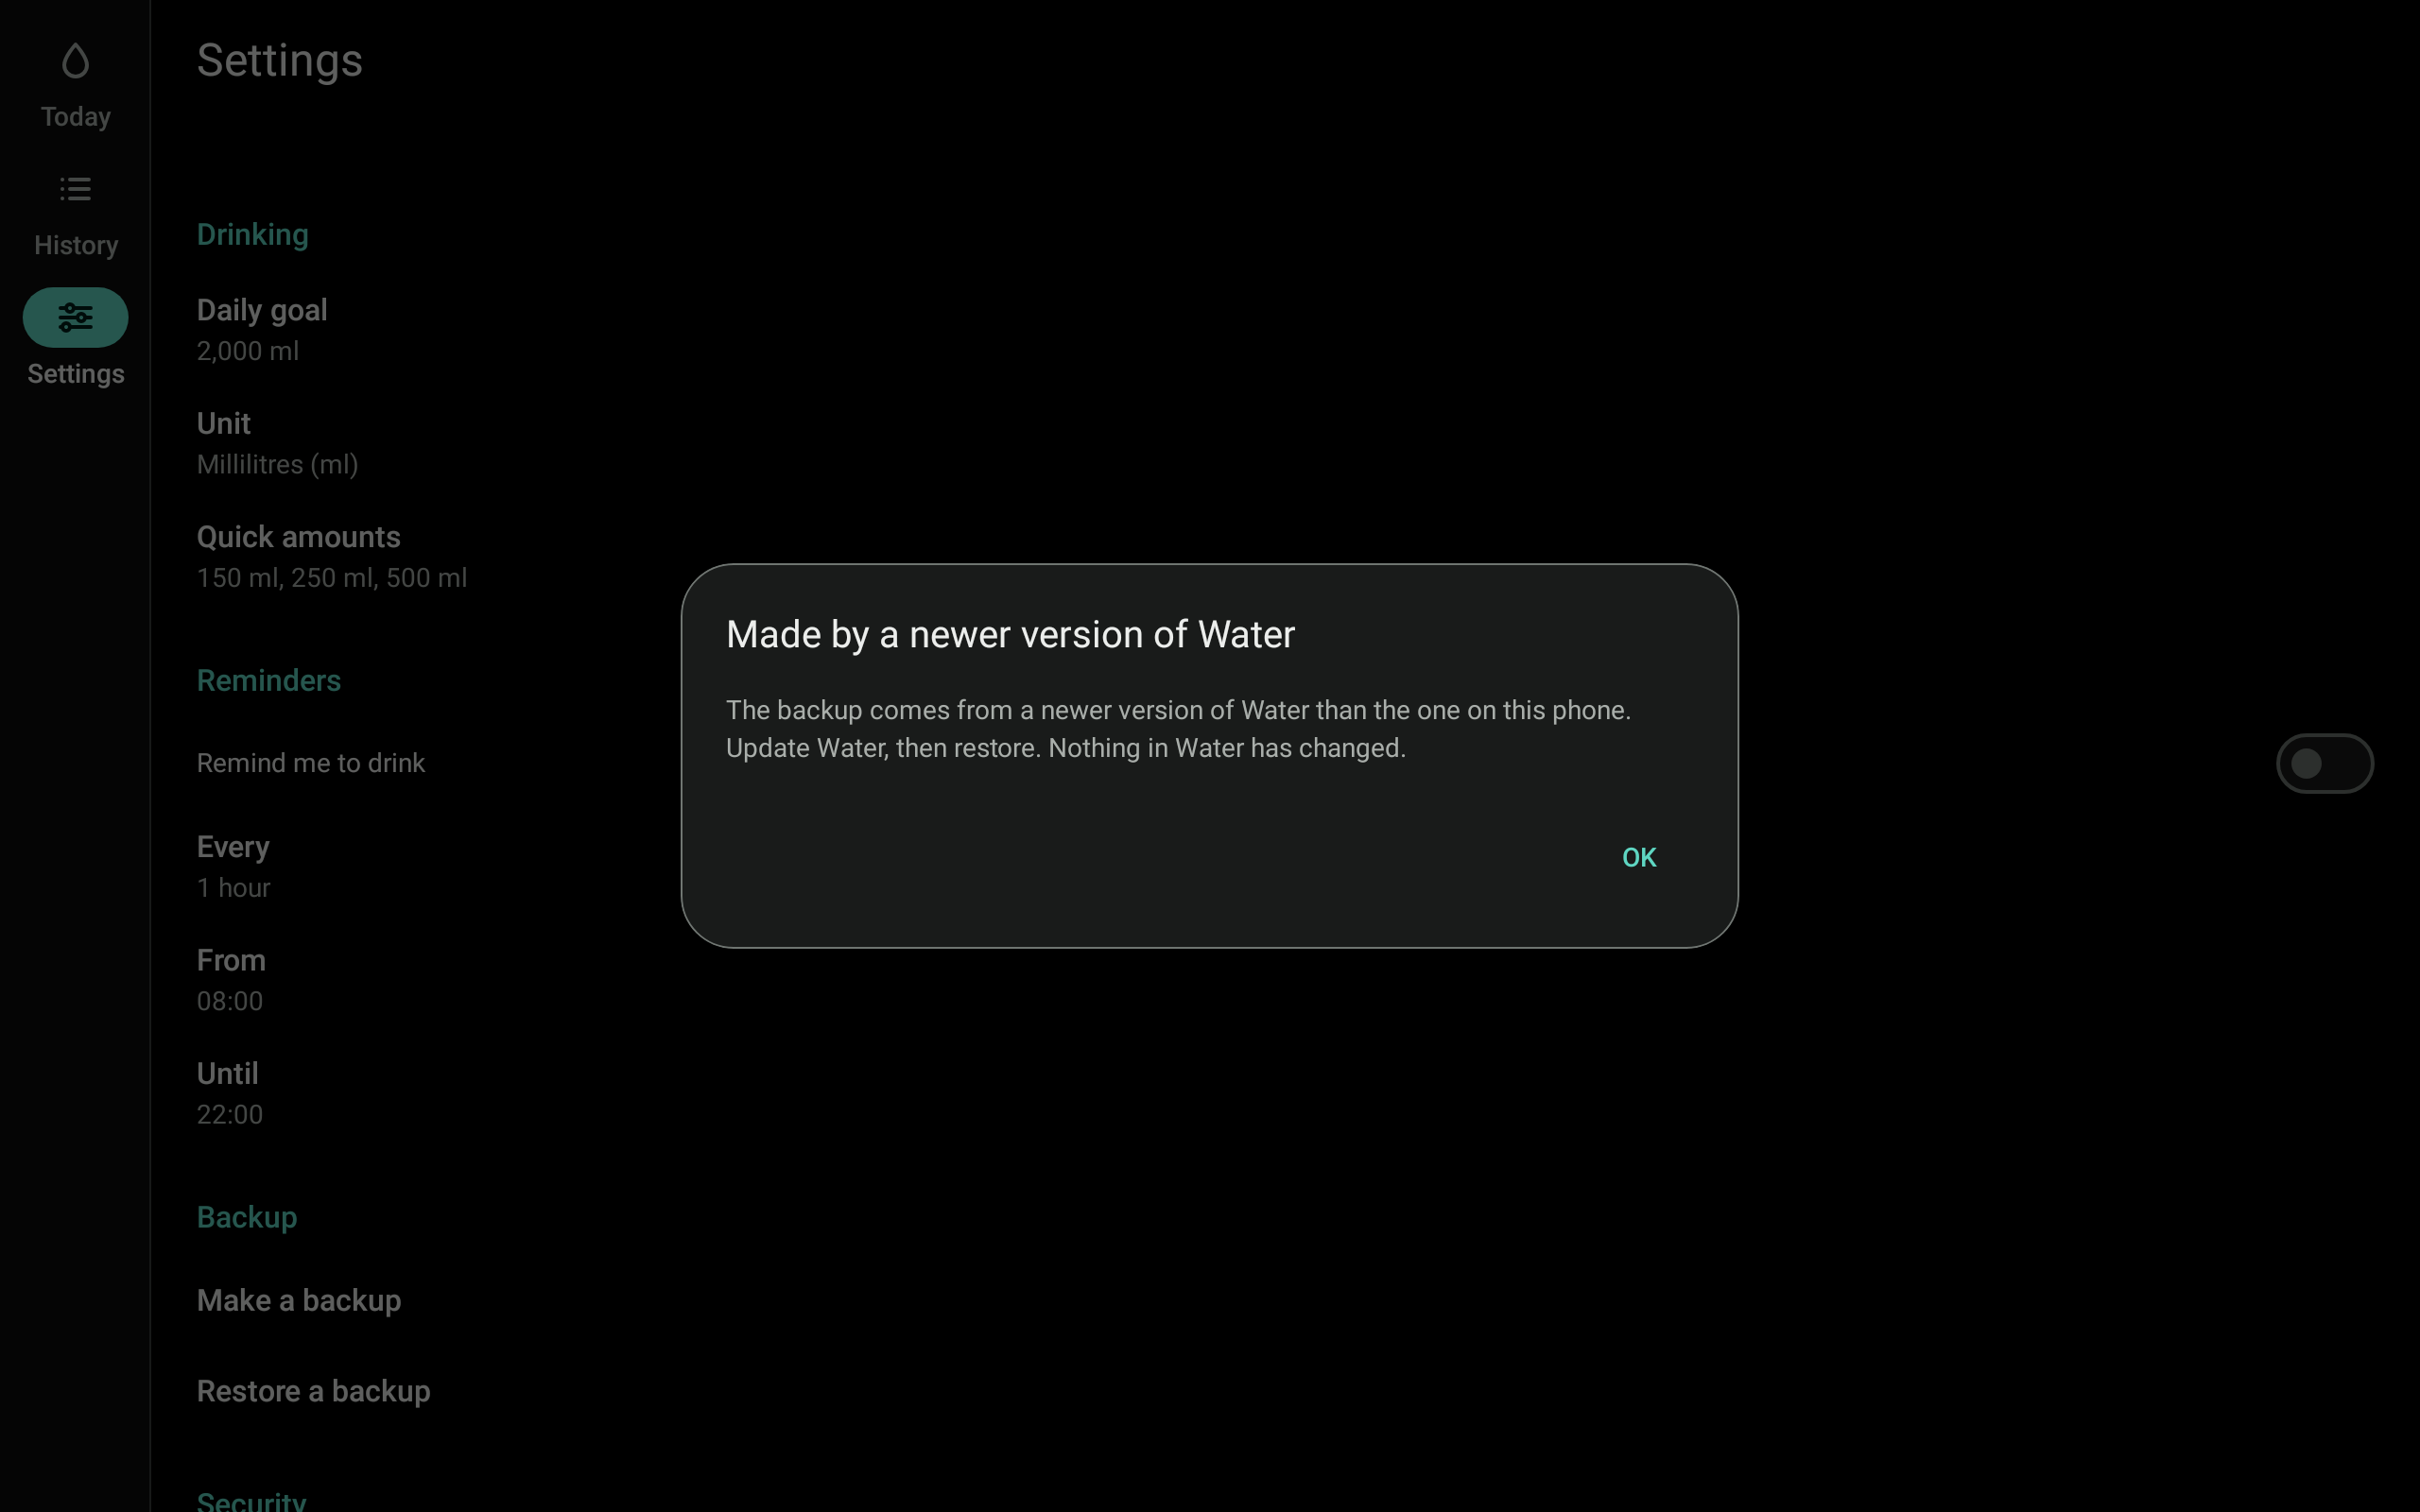 Today
History
Settings
Settings
Drinking
Daily goal
2,000 ml
Unit
Millilitres (ml)
Quick amounts
150 ml, 250 ml, 500 ml
Reminders
Remind me to drink
Every
1 hour
From
08:00
Until
22:00
Backup
Make a backup
Restore a backup
Security
Made by a newer version of Water
The backup comes from a newer version of Water than the one on this phone.
Update Water, then restore. Nothing in Water has changed.
OK